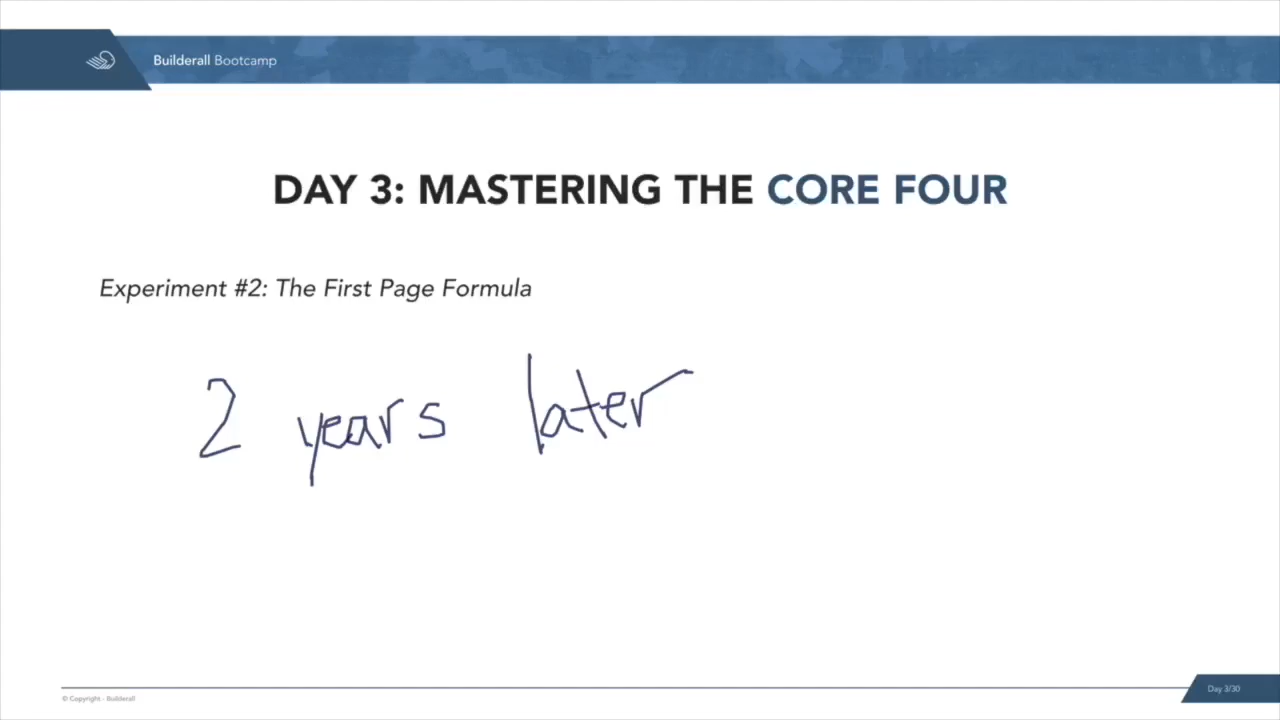 Builderall Bootcamp
DAY 3: MASTERING THE CORE FOUR
Experiment #2: The First Page Formula
2 years later
© Copyright - Builderall
Day 3/30